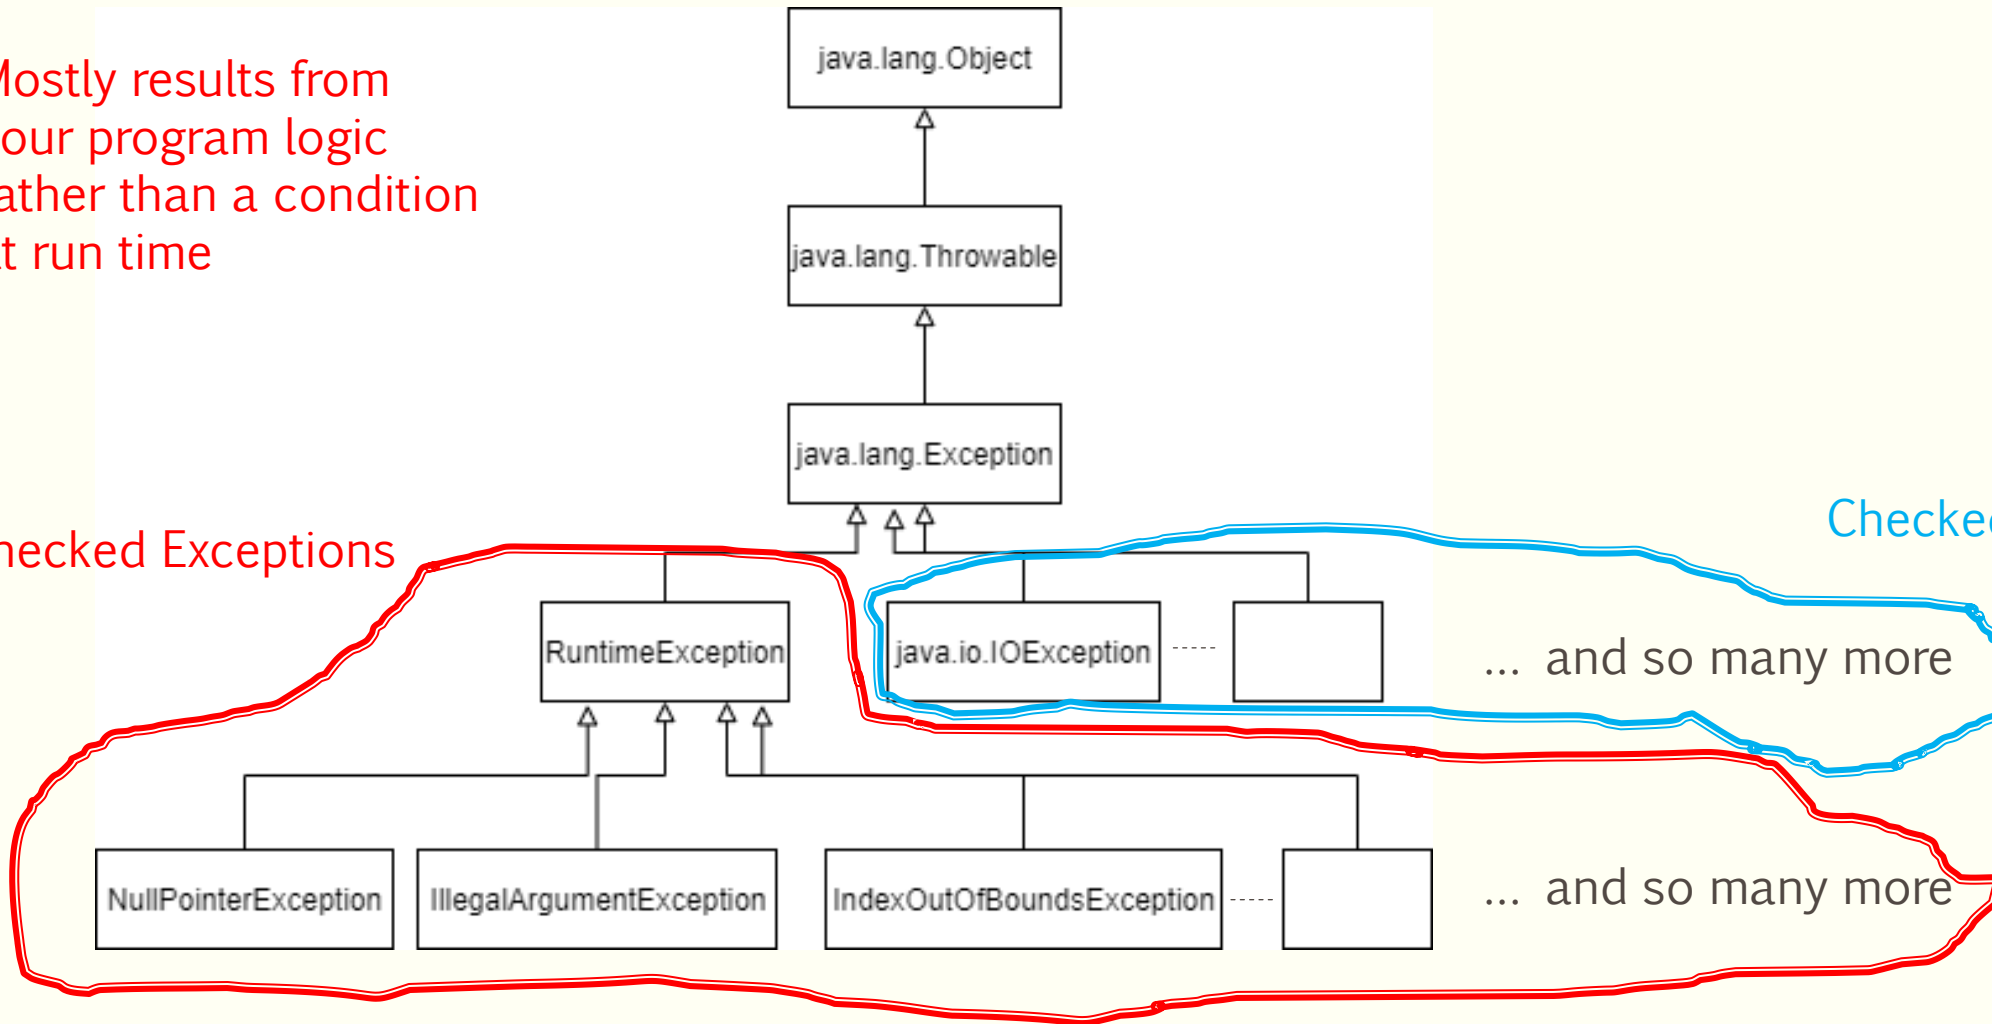 java.lang.Object
Mostly results from
our program logic
ather than a condition
t run time
java.lang.Throwable
java.lang.Exception
Checked
hecked Exceptions
RuntimeException
java.io.IOException
... and so many more
NullPointerException
IllegalArgumentException
IndexOutOfBoundsException
... and so many more